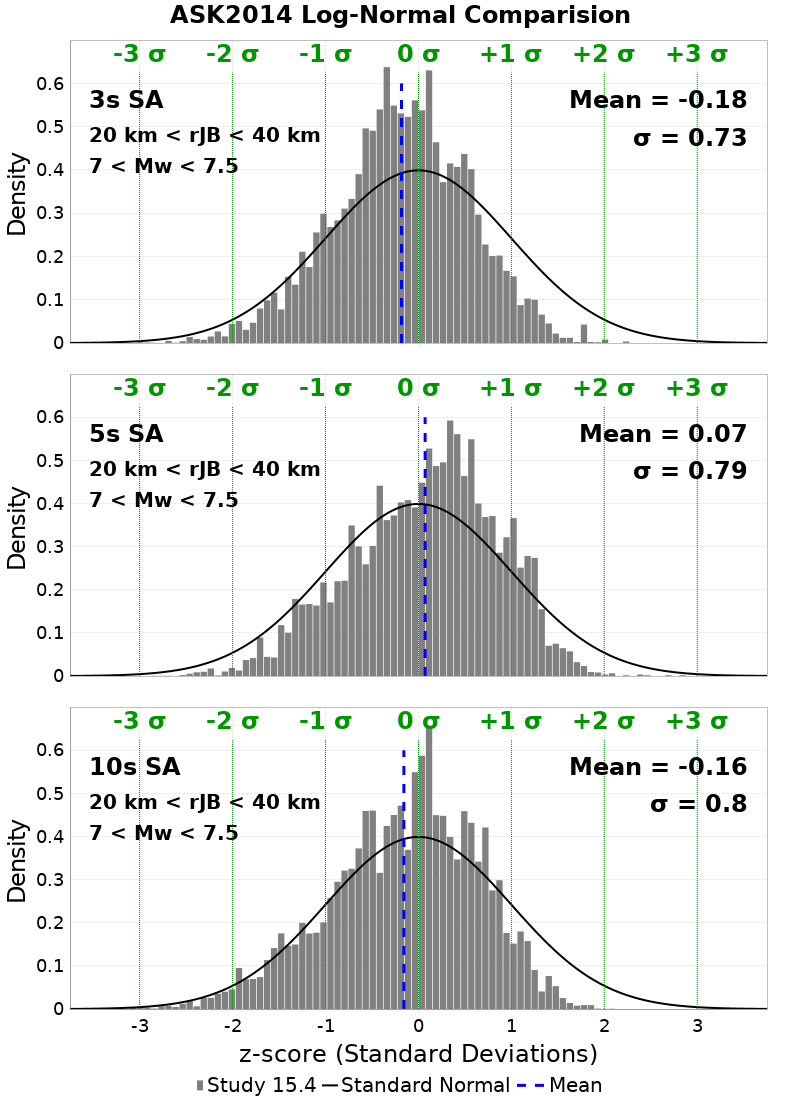 ASK2014 Log-Normal Comparision
-3 σ -2 σ -1 σ 0 σ +1 σ +2 σ +3 σ
3s SA
20 km < rJB < 40 km
7 < Mw < 7.5
Mean = -0.18
σ = 0.73
Density
0.6
0.5
0.4
0.3
0.2
0.1
0
-3 σ -2 σ -1 σ 0 σ +1 σ +2 σ +3 σ
5s SA
20 km < rJB < 40 km
7 < Mw < 7.5
Mean = 0.07
σ = 0.79
Density
0.6
0.5
0.4
0.3
0.2
0.1
0
-3 σ -2 σ -1 σ 0 σ +1 σ +2 σ +3 σ
10s SA
20 km < rJB < 40 km
7 < Mw < 7.5
Mean = -0.16
σ = 0.8
Density
0.6
0.5
0.4
0.3
0.2
0.1
0
-3 -2 -1 0 1 2 3
z-score (Standard Deviations)
Study 15.4 Standard Normal Mean